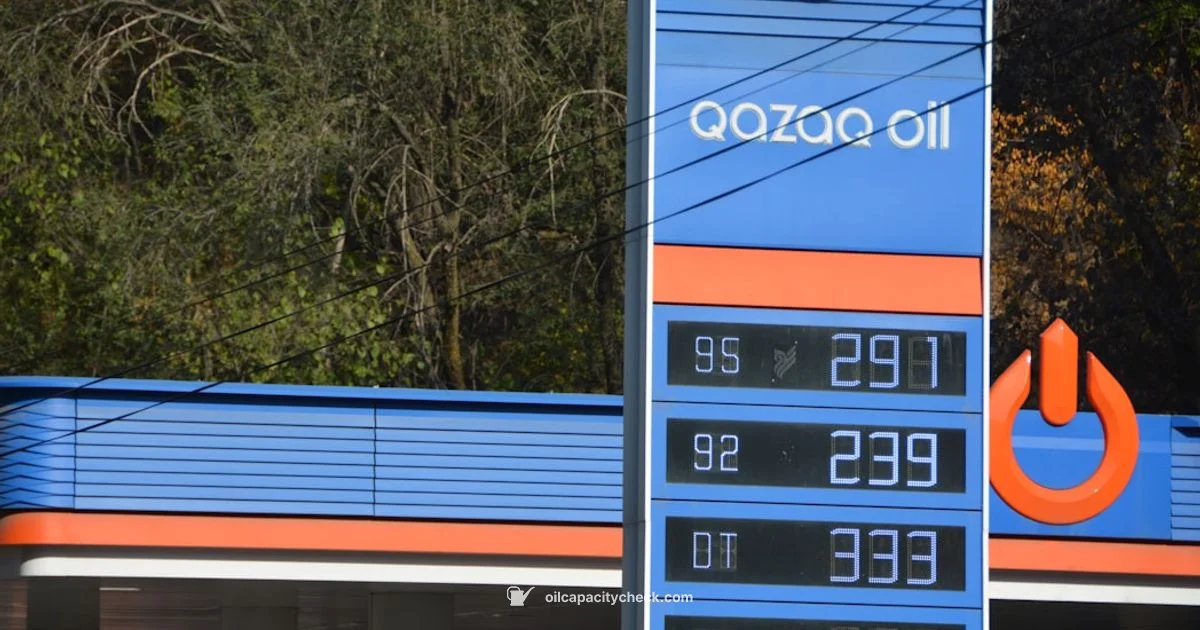 Qazaq oil
95 291
92 239
DT 333
oilcapacitycheck.com